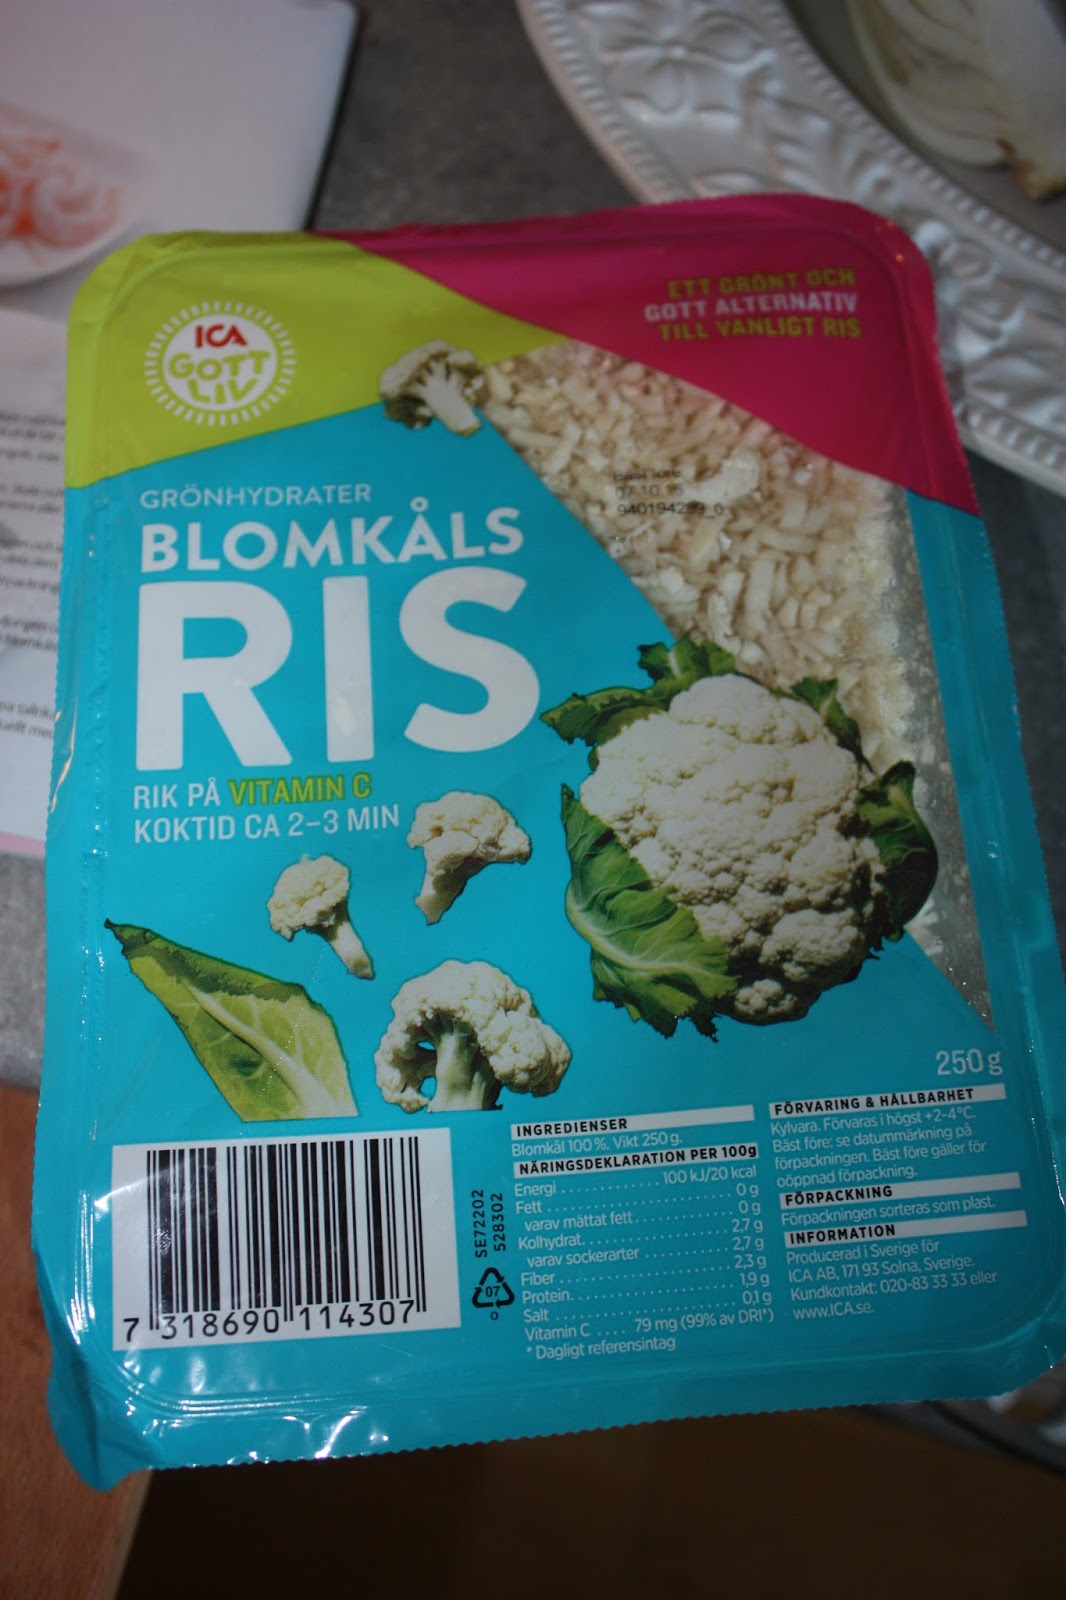 ICA
GOTT
LIV
ETT GRÖNT OCH
GOTT ALTERNATIV
TILL VANLIGT RIS
GRÖNHYDRATER
BLOMKÅLS
RIS
RIK PÅ VITAMIN C
KOKTID CA 2–3 MIN
Bäst före
07.10.16
250 g
INGREDIENSER
Blomkål 100 %. Vikt 250 g.
NÄRINGSDEKLARATION PER 100g
Energi .............. 100 kJ/20 kcal
Fett .............. 0 g
varav mättat fett .............. 0 g
Kolhydrat .............. 2,7 g
varav sockerarter .............. 2,7 g
Fiber .............. 2,3 g
Protein .............. 1,9 g
Salt .............. 0,1 g
Vitamin C .... 79 mg (99% av DRI*)
* Dagligt referensintag
FÖRVARING & HÅLLBARHET
Kylvara. Förvaras i högst +2-4°C.
Bäst före: se datummärkning på
förpackningen. Bäst före gäller för
oöppnad förpackning.
FÖRPACKNING
Förpackningen sorteras som plast.
INFORMATION
Producerad i Sverige för
ICA AB, 171 93 Solna, Sverige.
Kundkontakt: 020-83 33 33 eller
www.ICA.se.
SE72202
528302
07
O
7 318690 114307